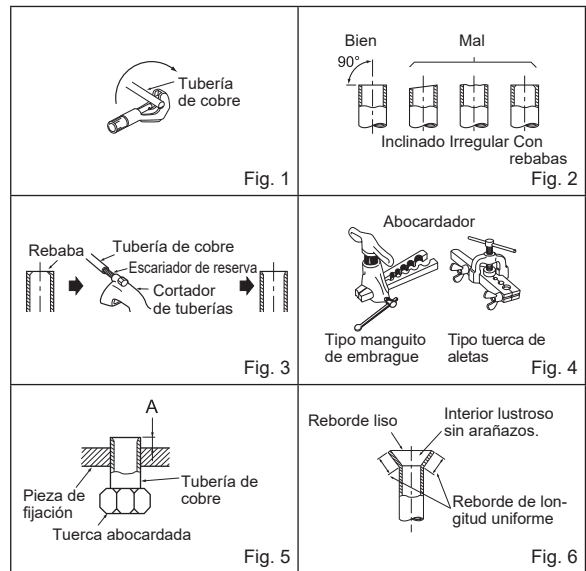 Tubería
de cobre
Fig. 1
Bien
Mal
90°
Inclinado Irregular Con
rebabas
Fig. 2
Rebaba
Tubería de cobre
Escariador de reserva
Cortador
de tuberías
Fig. 3
Abocardador
Tipo manguito
de embrague
Tipo tuerca de
aletas
Fig. 4
A
Tubería de
cobre
Pieza de
fijación
Tuerca abocardada
Fig. 5
Reborde liso
Interior lustroso
sin arañazos.
Reborde de lon-
gitud uniforme
Fig. 6